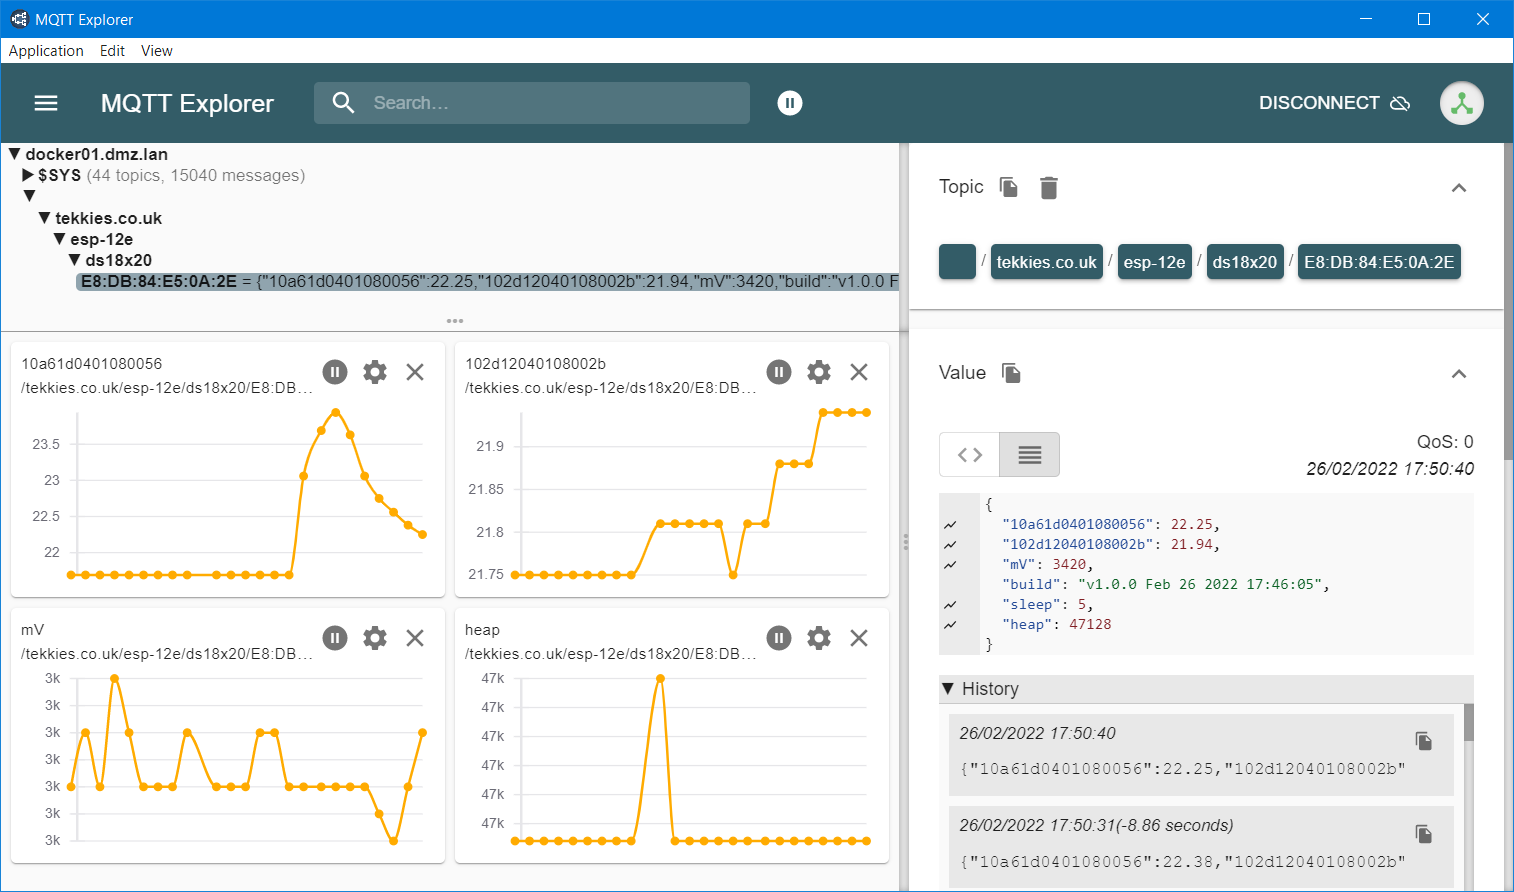 MQTT Explorer
Application Edit View
MQTT Explorer
Search...
DISCONNECT
docker01.dmz.lan
$SYS (44 topics, 15040 messages)
tekkies.co.uk
esp-12e
ds18x20
E8:DB:84:E5:0A:2E = {"10a61d0401080056":22.25,"102d12040108002b":21.94,"mV":3420,"build":"v1.0.0 F
10a61d0401080056
/tekkies.co.uk/esp-12e/ds18x20/E8:DB...
23.5
23
22.5
22
102d12040108002b
/tekkies.co.uk/esp-12e/ds18x20/E8:DB...
21.9
21.85
21.8
21.75
mV
/tekkies.co.uk/esp-12e/ds18x20/E8:DB...
3k
3k
3k
3k
3k
3k
3k
heap
/tekkies.co.uk/esp-12e/ds18x20/E8:DB...
47k
47k
47k
47k
47k
47k
Topic
/ tekkies.co.uk / esp-12e / ds18x20 / E8:DB:84:E5:0A:2E
Value
QoS: 0
26/02/2022 17:50:40
{
"10a61d0401080056": 22.25,
"102d12040108002b": 21.94,
"mV": 3420,
"build": "v1.0.0 Feb 26 2022 17:46:05",
"sleep": 5,
"heap": 47128
}
History
26/02/2022 17:50:40
{"10a61d0401080056":22.25,"102d12040108002b"
26/02/2022 17:50:31(-8.86 seconds)
{"10a61d0401080056":22.38,"102d12040108002b"